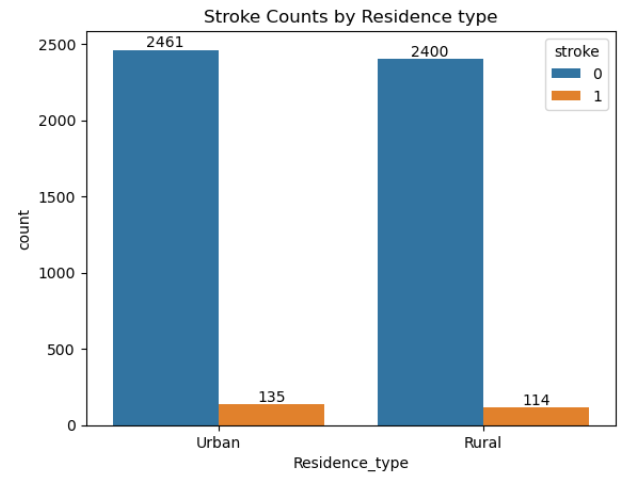 Stroke Counts by Residence type
2500
2000
1500
1000
500
0
count
2461
135
2400
114
stroke
0
1
Urban
Rural
Residence_type